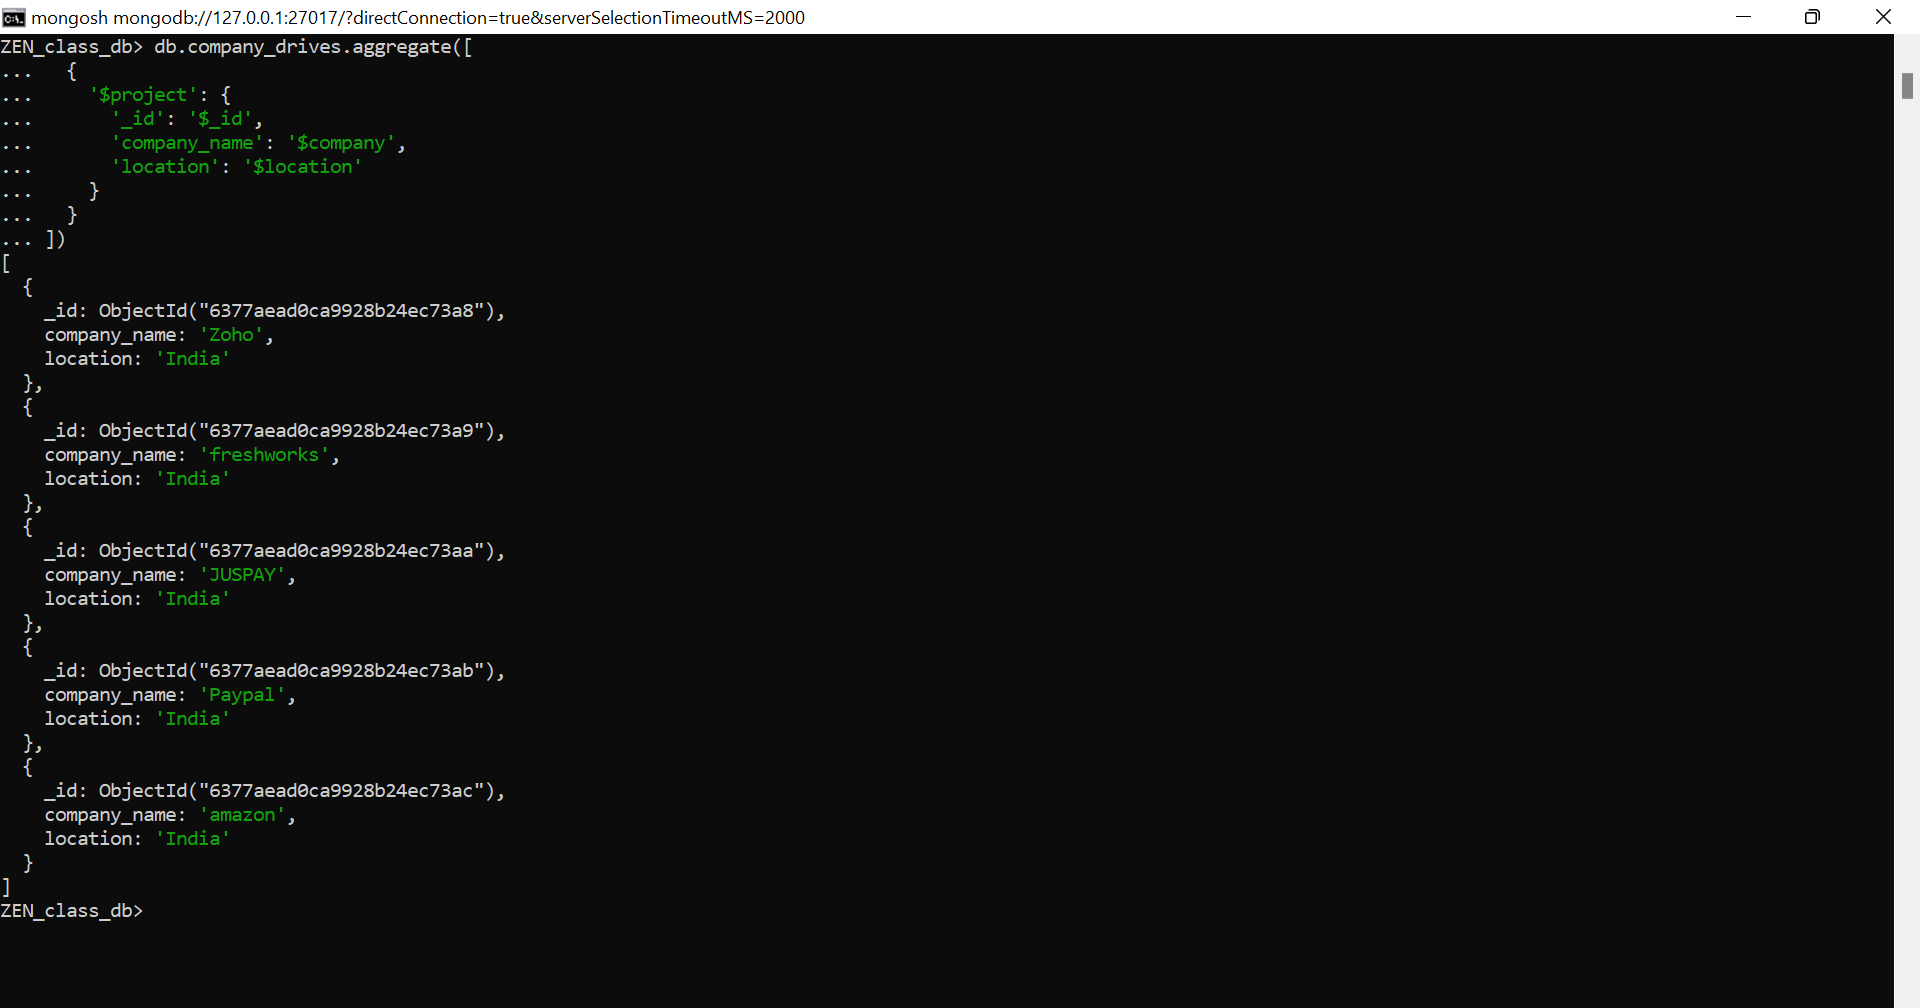 mongosh mongodb://127.0.0.1:27017/?directConnection=true&serverSelectionTimeoutMS=2000
ZEN_class_db> db.company_drives.aggregate([
...   {
...     '$project': {
...       '_id': '$_id',
...       'company_name': '$company',
...       'location': '$location'
...     }
...   }
... ])
[
  {
    _id: ObjectId("6377aead0ca9928b24ec73a8"),
    company_name: 'Zoho',
    location: 'India'
  },
  {
    _id: ObjectId("6377aead0ca9928b24ec73a9"),
    company_name: 'freshworks',
    location: 'India'
  },
  {
    _id: ObjectId("6377aead0ca9928b24ec73aa"),
    company_name: 'JUSPAY',
    location: 'India'
  },
  {
    _id: ObjectId("6377aead0ca9928b24ec73ab"),
    company_name: 'Paypal',
    location: 'India'
  },
  {
    _id: ObjectId("6377aead0ca9928b24ec73ac"),
    company_name: 'amazon',
    location: 'India'
  }
]
ZEN_class_db>